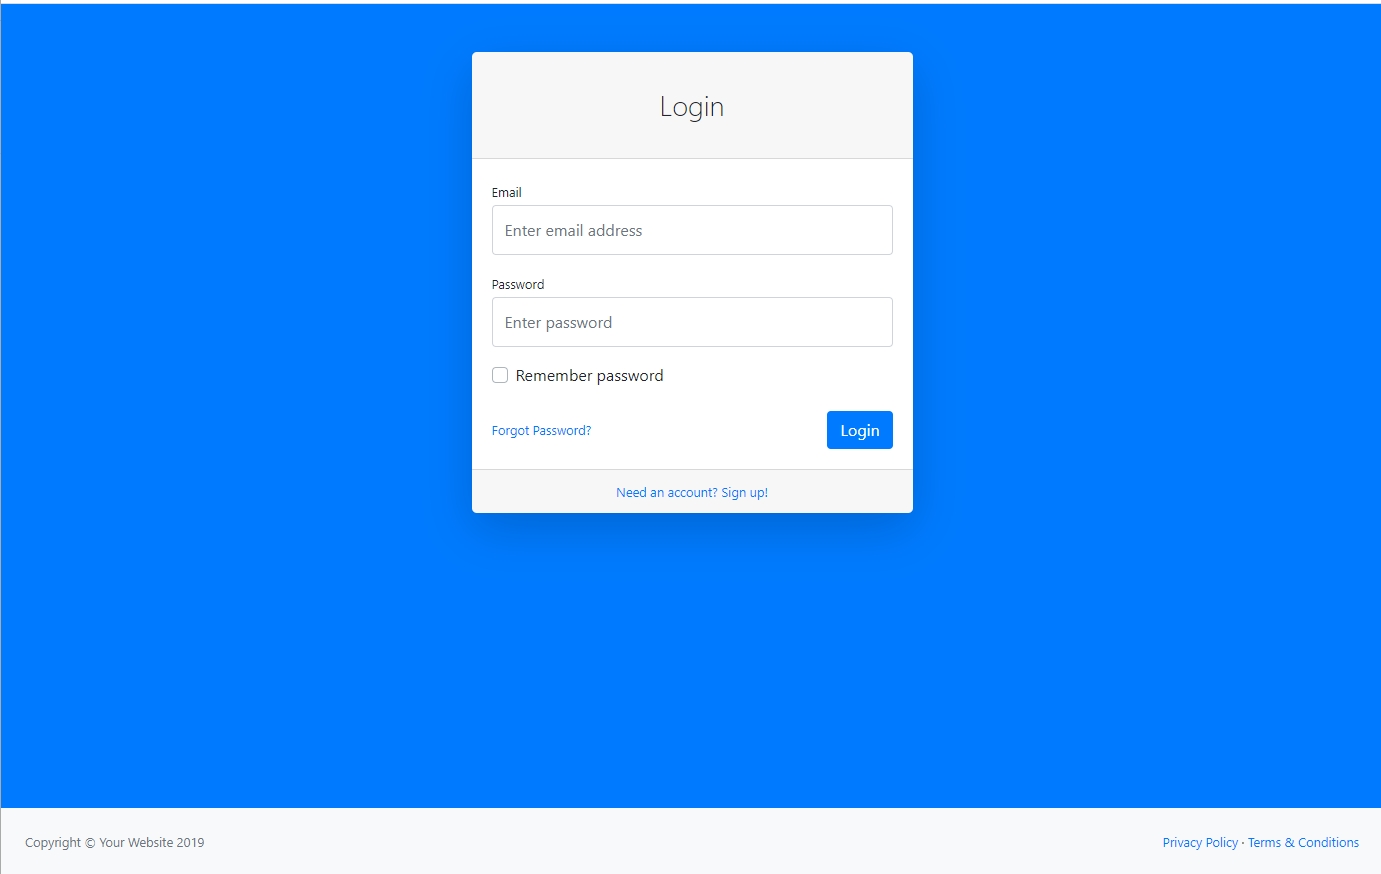 Login
Email
Enter email address
Password
Enter password
Remember password
Forgot Password?
Login
Need an account? Sign up!
Copyright © Your Website 2019
Privacy Policy · Terms & Conditions